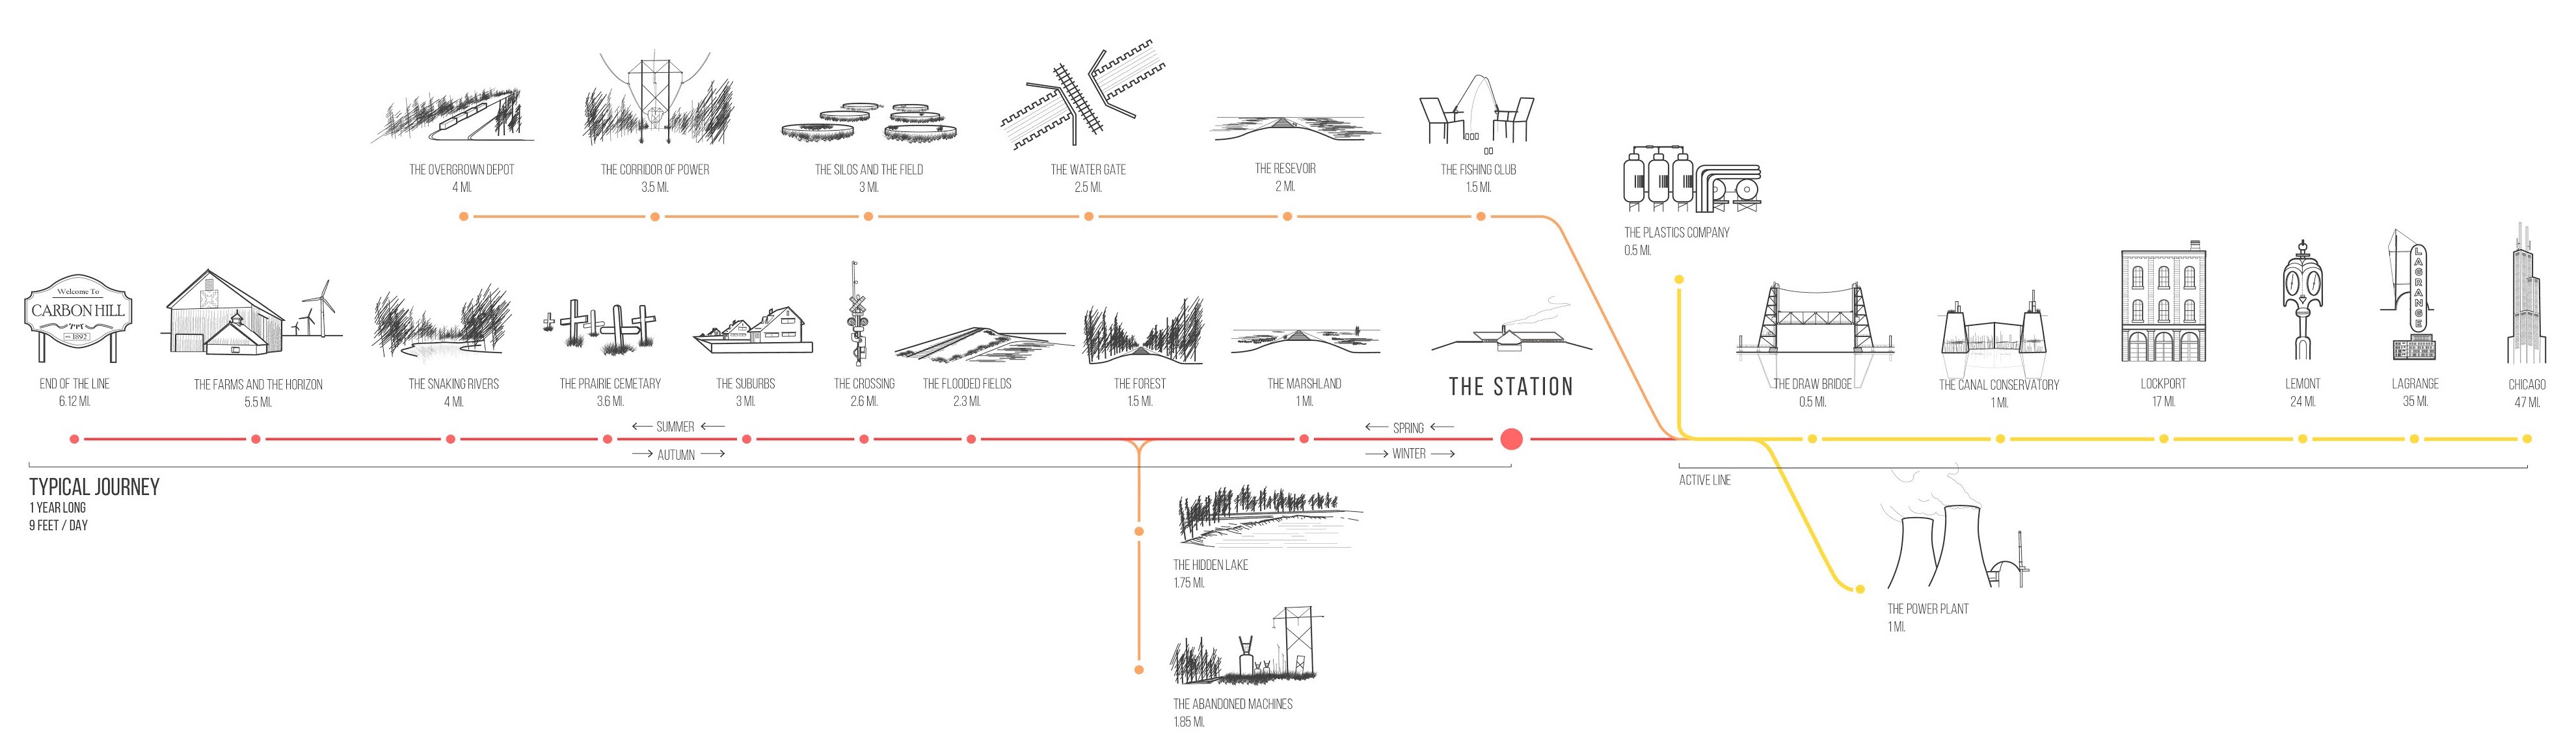 THE OVERGROWN DEPOT
4 MI.
THE CORRIDOR OF POWER
3.5 MI.
THE SILOS AND THE FIELD
3 MI.
THE WATER GATE
2.5 MI.
THE RESEVOIR
2 MI.
THE FISHING CLUB
1.5 MI.
THE PLASTICS COMPANY
0.5 MI.
Welcome To
CARBON HILL
1892
END OF THE LINE
6.12 MI.
THE FARMS AND THE HORIZON
5.5 MI.
THE SNAKING RIVERS
4 MI.
THE PRAIRIE CEMETARY
3.6 MI.
THE SUBURBS
3 MI.
THE CROSSING
2.6 MI.
THE FLOODED FIELDS
2.3 MI.
THE FOREST
1.5 MI.
THE MARSHLAND
1 MI.
THE STATION
THE DRAW BRIDGE
0.5 MI.
THE CANAL CONSERVATORY
1 MI.
LOCKPORT
17 MI.
LEMONT
24 MI.
LAGRANGE
LAGRANGE
35 MI.
CHICAGO
47 MI.
← SUMMER ←
→ AUTUMN →
← SPRING ←
→ WINTER →
TYPICAL JOURNEY
1 YEAR LONG
9 FEET / DAY
ACTIVE LINE
THE HIDDEN LAKE
1.75 MI.
THE ABANDONED MACHINES
1.85 MI.
THE POWER PLANT
1 MI.